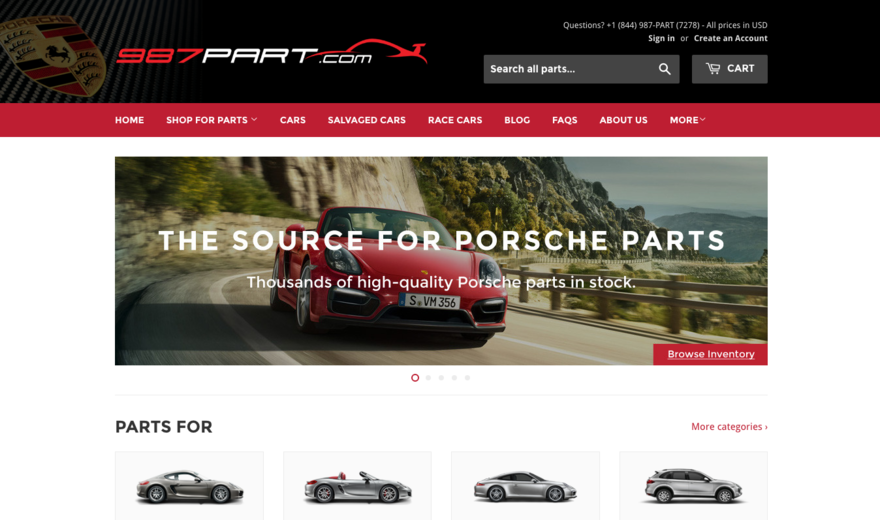 PORSCHE
987PART.COM
Questions? +1 (844) 987-PART (7278) - All prices in USD
Sign in or Create an Account
Search all parts...
CART
HOME SHOP FOR PARTS CARS SALVAGED CARS RACE CARS BLOG FAQS ABOUT US MORE
THE SOURCE FOR PORSCHE PARTS
Thousands of high-quality Porsche parts in stock.
S VM 356
Browse Inventory
PARTS FOR
More categories ›